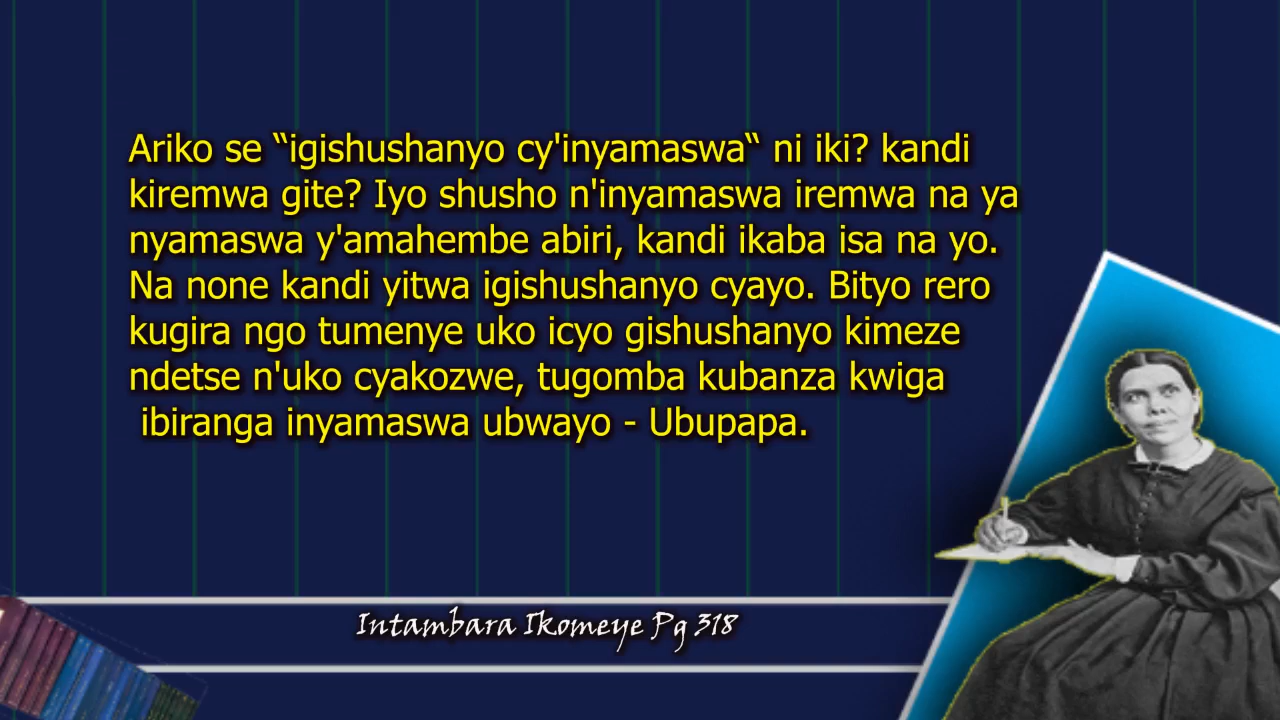 Ariko se “igishushanyo cy'inyamaswa“ ni iki? kandi
kiremwa gite? Iyo shusho n'inyamaswa iremwa na ya
nyamaswa y'amahembe abiri, kandi ikaba isa na yo.
Na none kandi yitwa igishushanyo cyayo. Bityo rero
kugira ngo tumenye uko icyo gishushanyo kimeze
ndetse n'uko cyakozwe, tugomba kubanza kwiga
ibiranga inyamaswa ubwayo - Ubupapa.
Intambara Ikomeye Pg 318